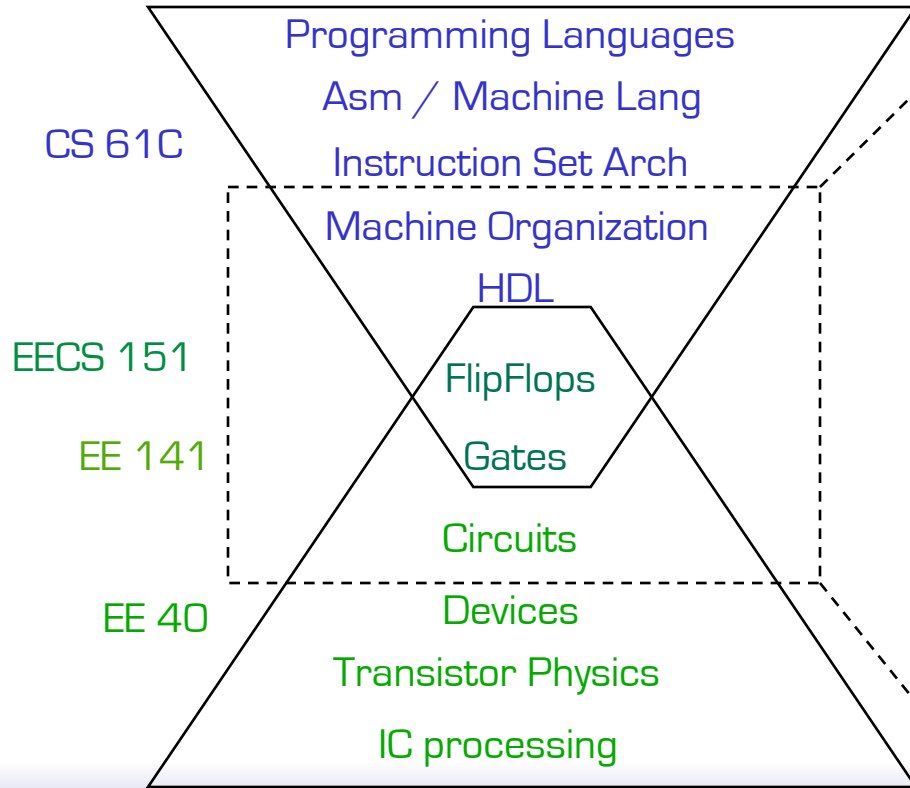 Programming Languages
Asm / Machine Lang
CS 61C
Instruction Set Arch
Machine Organization
HDL
EECS 151
FlipFlops
EE 141
Gates
Circuits
EE 40
Devices
Transistor Physics
IC processing